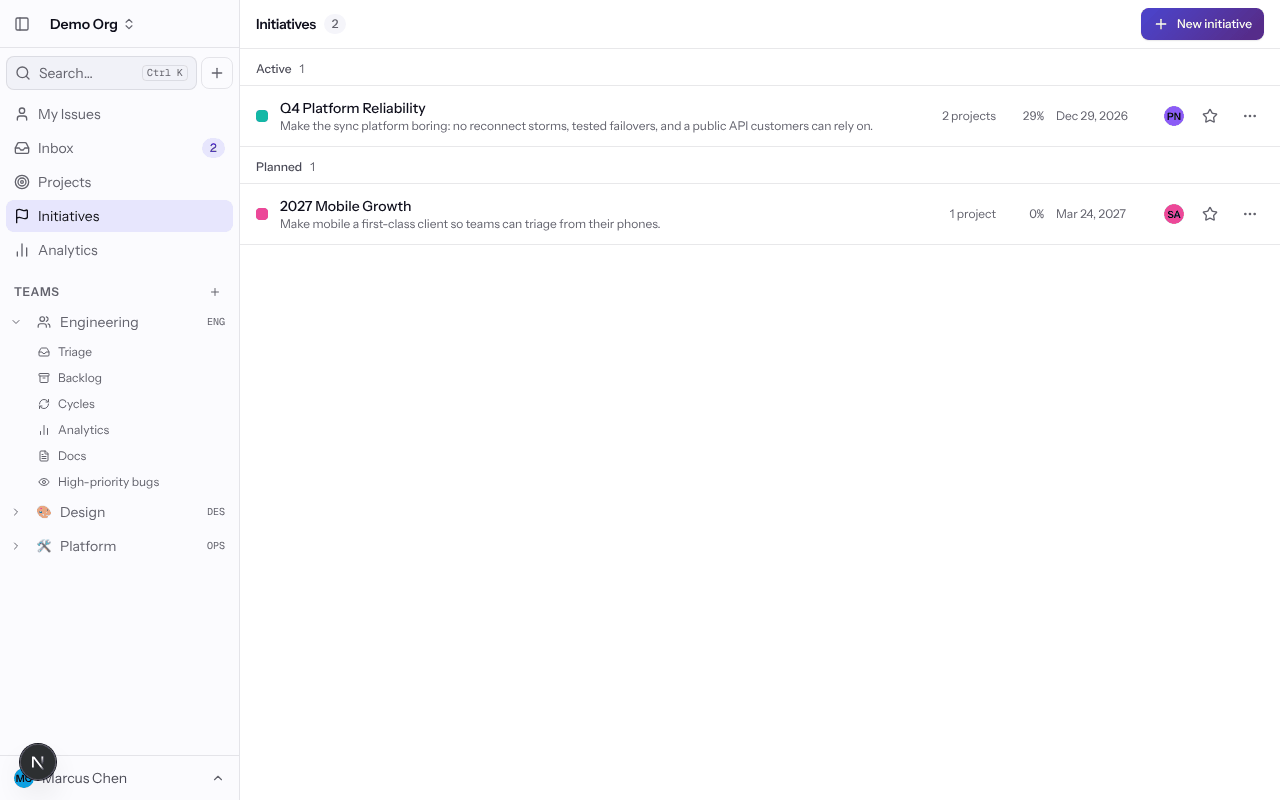 Demo Org
Search...
Ctrl K
My Issues
Inbox
2
Projects
Initiatives
Analytics
TEAMS
Engineering
ENG
Triage
Backlog
Cycles
Analytics
Docs
High-priority bugs
Design
DES
Platform
OPS
N
Marcus Chen
Initiatives
2
New initiative
Active 1
Q4 Platform Reliability
Make the sync platform boring: no reconnect storms, tested failovers, and a public API customers can rely on.
2 projects
29%
Dec 29, 2026
PN
Planned 1
2027 Mobile Growth
Make mobile a first-class client so teams can triage from their phones.
1 project
0%
Mar 24, 2027
SA